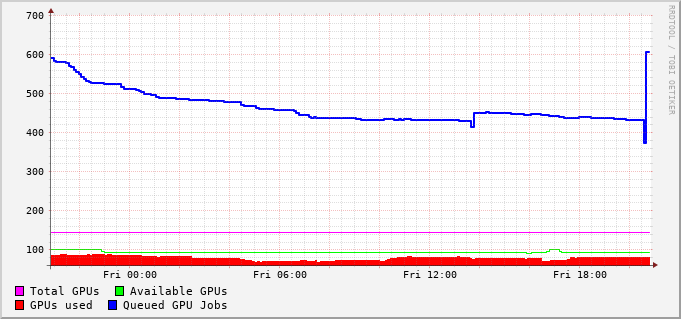 700
600
500
400
300
200
100
Fri 00:00 Fri 06:00 Fri 12:00 Fri 18:00
Total GPUs Available GPUs
GPUs used Queued GPU Jobs
RRDTOOL / TOBI OETIKER